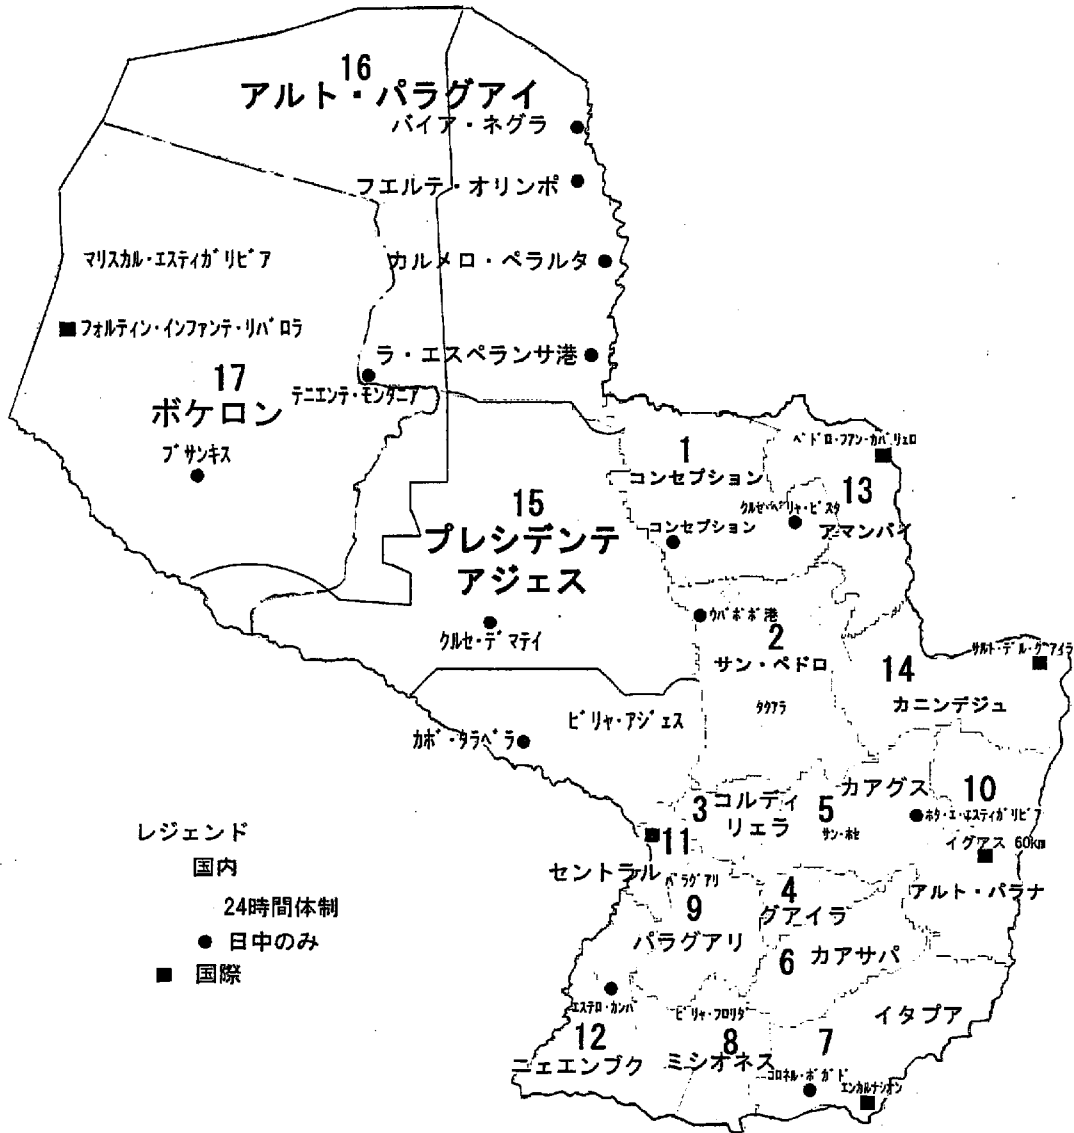 16
アルト・パラグアイ
バイア・ネグラ
フエルテ・オリンポ
マリスカル・エスティガリビア
カルメロ・ペラルタ
フォルティン・インファンテ・リバロラ
ラ・エスペランサ港
17
ボケロン
テニエンテ・モンタニア
ブサンキス
1
コンセプション
ペドロ・フアン・カバリェロ
13
アマンバイ
15
プレシデンテ
アジェス
コンセプション
クルセ・デ マテイ
ウバポボ港
2
サン・ペドロ
サルト・デル・グアイラ
14
カニンデジュ
タクアラ
ビリャ・アジェス
カボ・タラベラ
3
コルディ
リェラ
5
カアグス
サン・ホセ
10
ホタ・エ・エスティガリビア
イグアス 60km
アルト・パラナ
11
セントラル
パラグアリ
9
パラグアリ
4
グアイラ
6
カアサパ
レジェンド
国内
24時間体制
● 日中のみ
■ 国際
エステロ・カンバ
12
ニェエンブク
ビリャ・フロリダ
8
ミシオネス
7
イタプア
コロネル・ボガド
エンカルナシオン